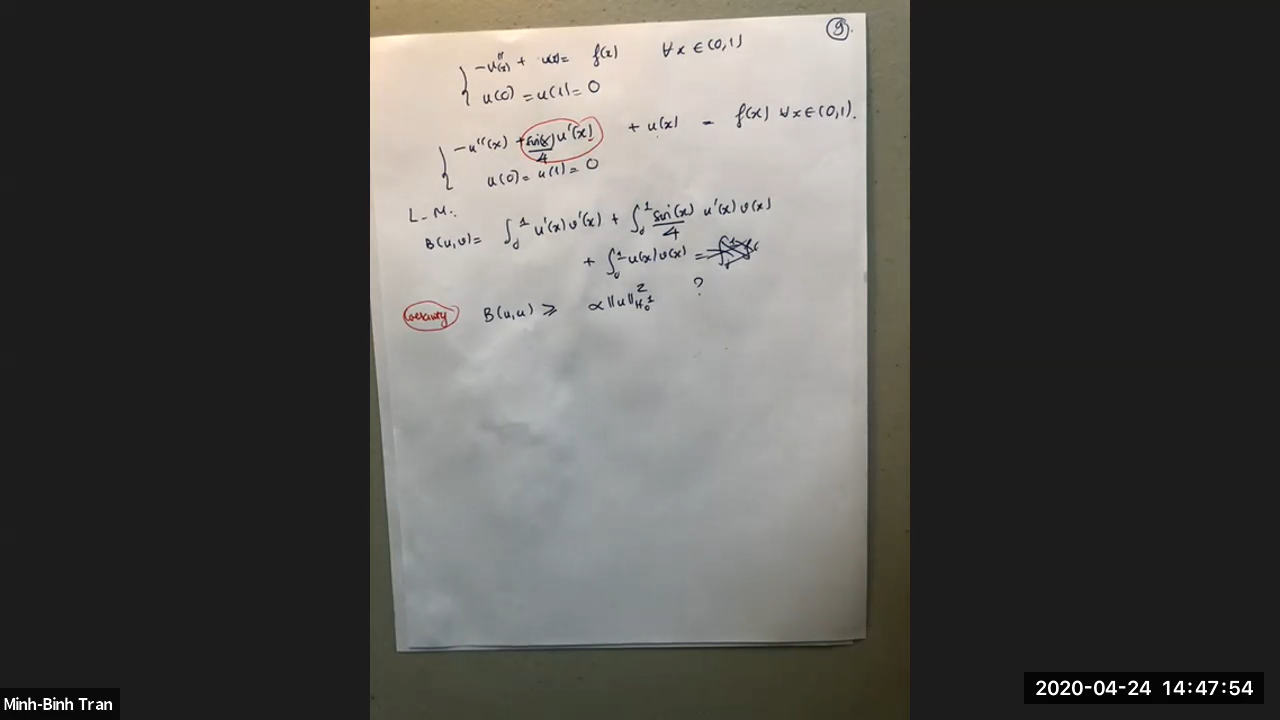 9.
-u''(x) + u(x) = f(x) ∀x ∈ (0,1)
u(0) = u(1) = 0
-u''(x) + sin(x)/4 u'(x) + u(x) = f(x) ∀x ∈ (0,1).
u(0) = u(1) = 0
L-M.
B(u,v) = ∫₀¹ u'(x)v'(x) + ∫₀¹ sin(x)/4 u'(x) v(x)
+ ∫₀¹ u(x)v(x) =
Coercivity B(u,u) ≥ α ||u||²_{H₀¹} ?
Minh-Binh Tran
2020-04-24 14:47:54